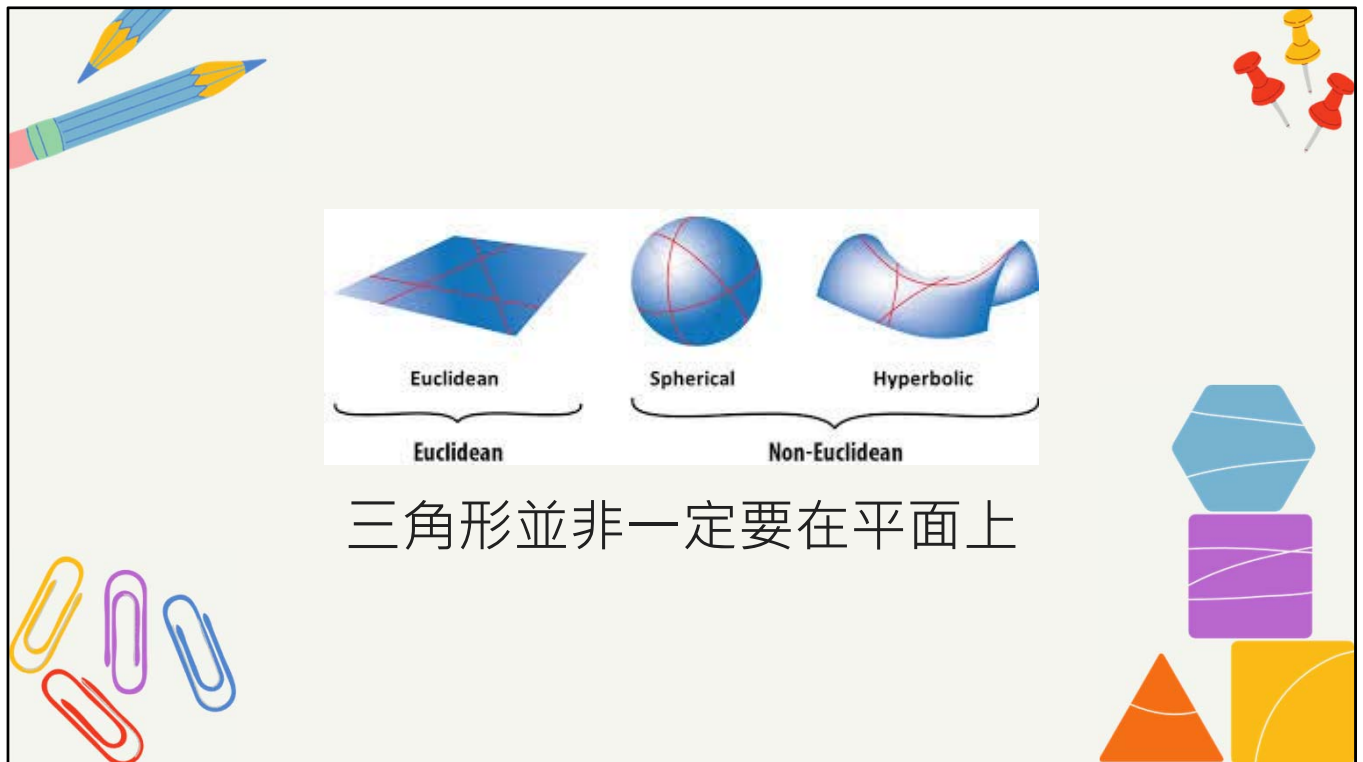 Euclidean
Spherical
Hyperbolic
Euclidean
Non-Euclidean
三角形並非一定要在平面上